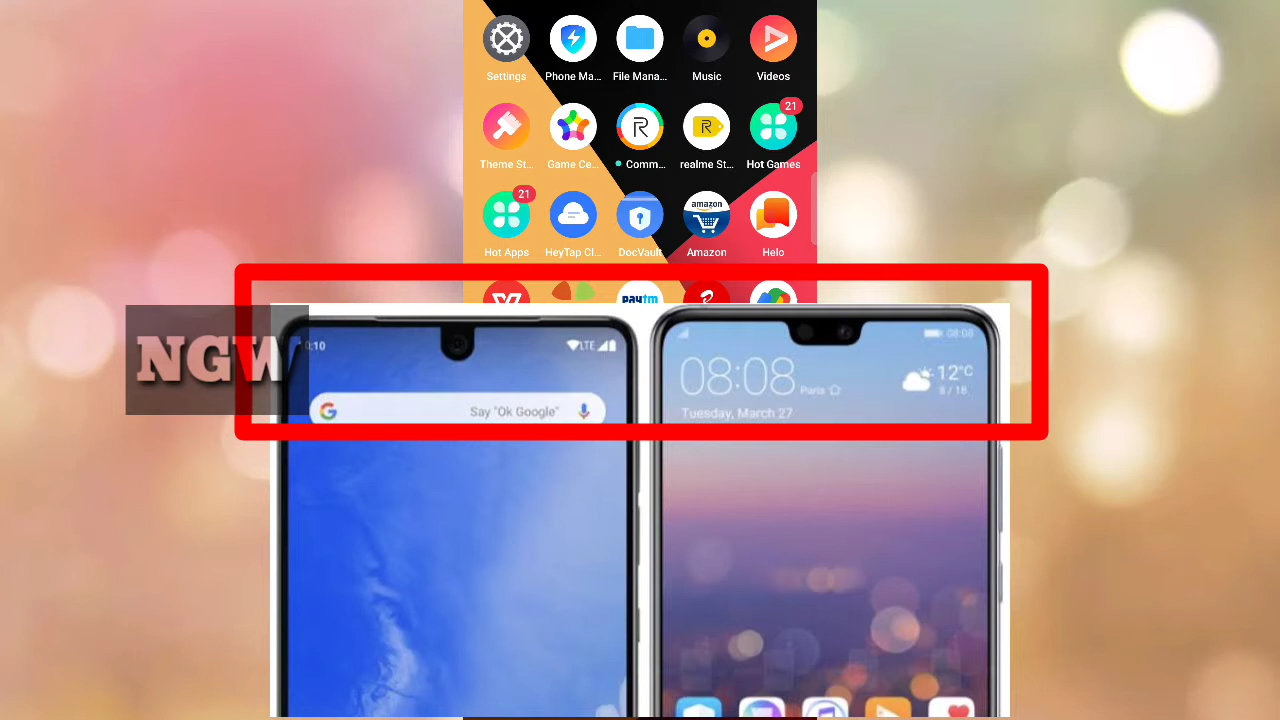 Settings Phone Ma... File Mana... Music Videos
21
Theme St... Game Ce... Comm... realme St... Hot Games
21
Hot Apps HeyTap Cl... DocVault amazon Amazon Helo
paytm
NGW
0:10 LTE
08:08
08:08 Paris 12°C
8 / 18
Say "Ok Google"
Tuesday, March 27